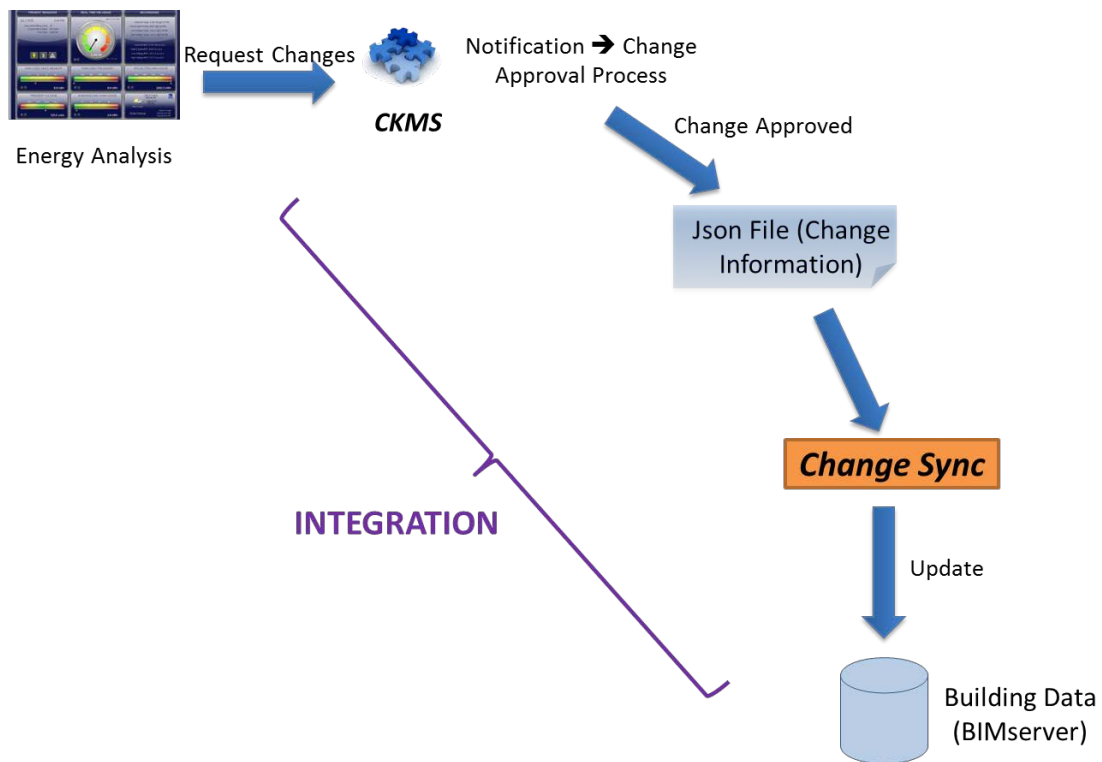 Request Changes
CKMS
Notification ➔ Change
Approval Process
Energy Analysis
Change Approved
Json File (Change
Information)
Change Sync
INTEGRATION
Update
Building Data
(BIMserver)